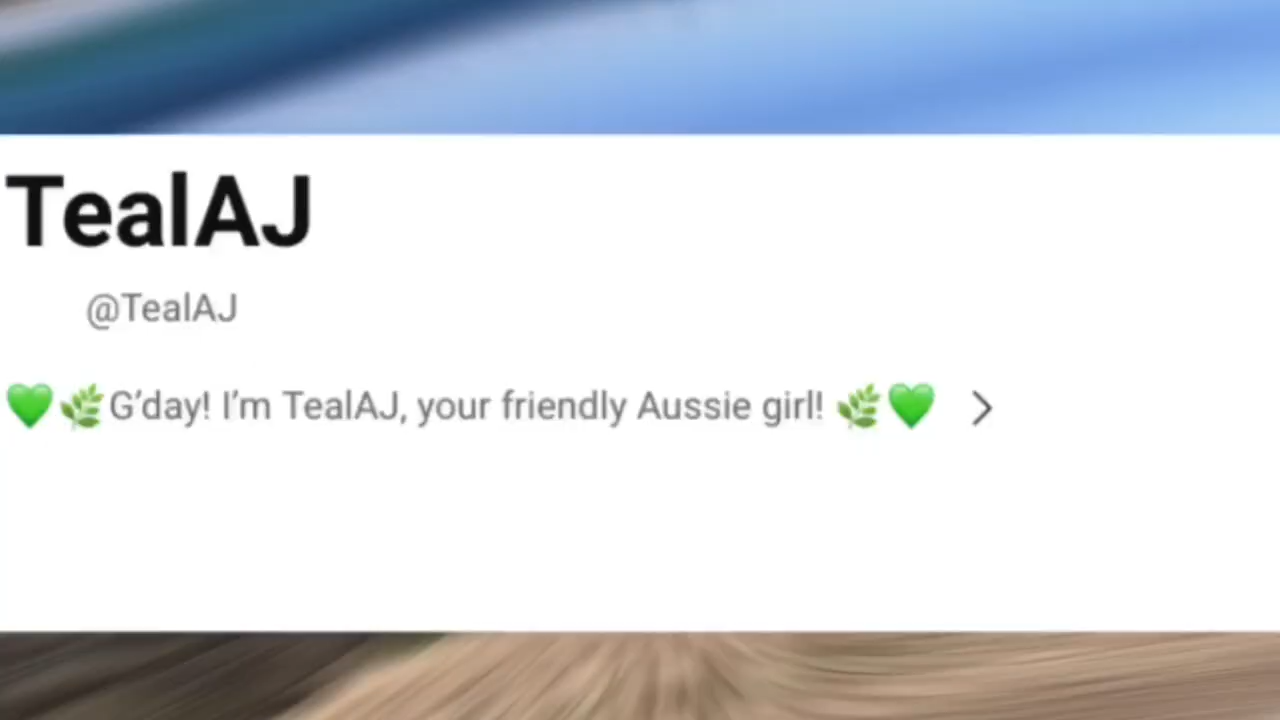 TealAJ
@TealAJ
💚🌿G’day! I’m TealAJ, your friendly Aussie girl! 🌿💚 >